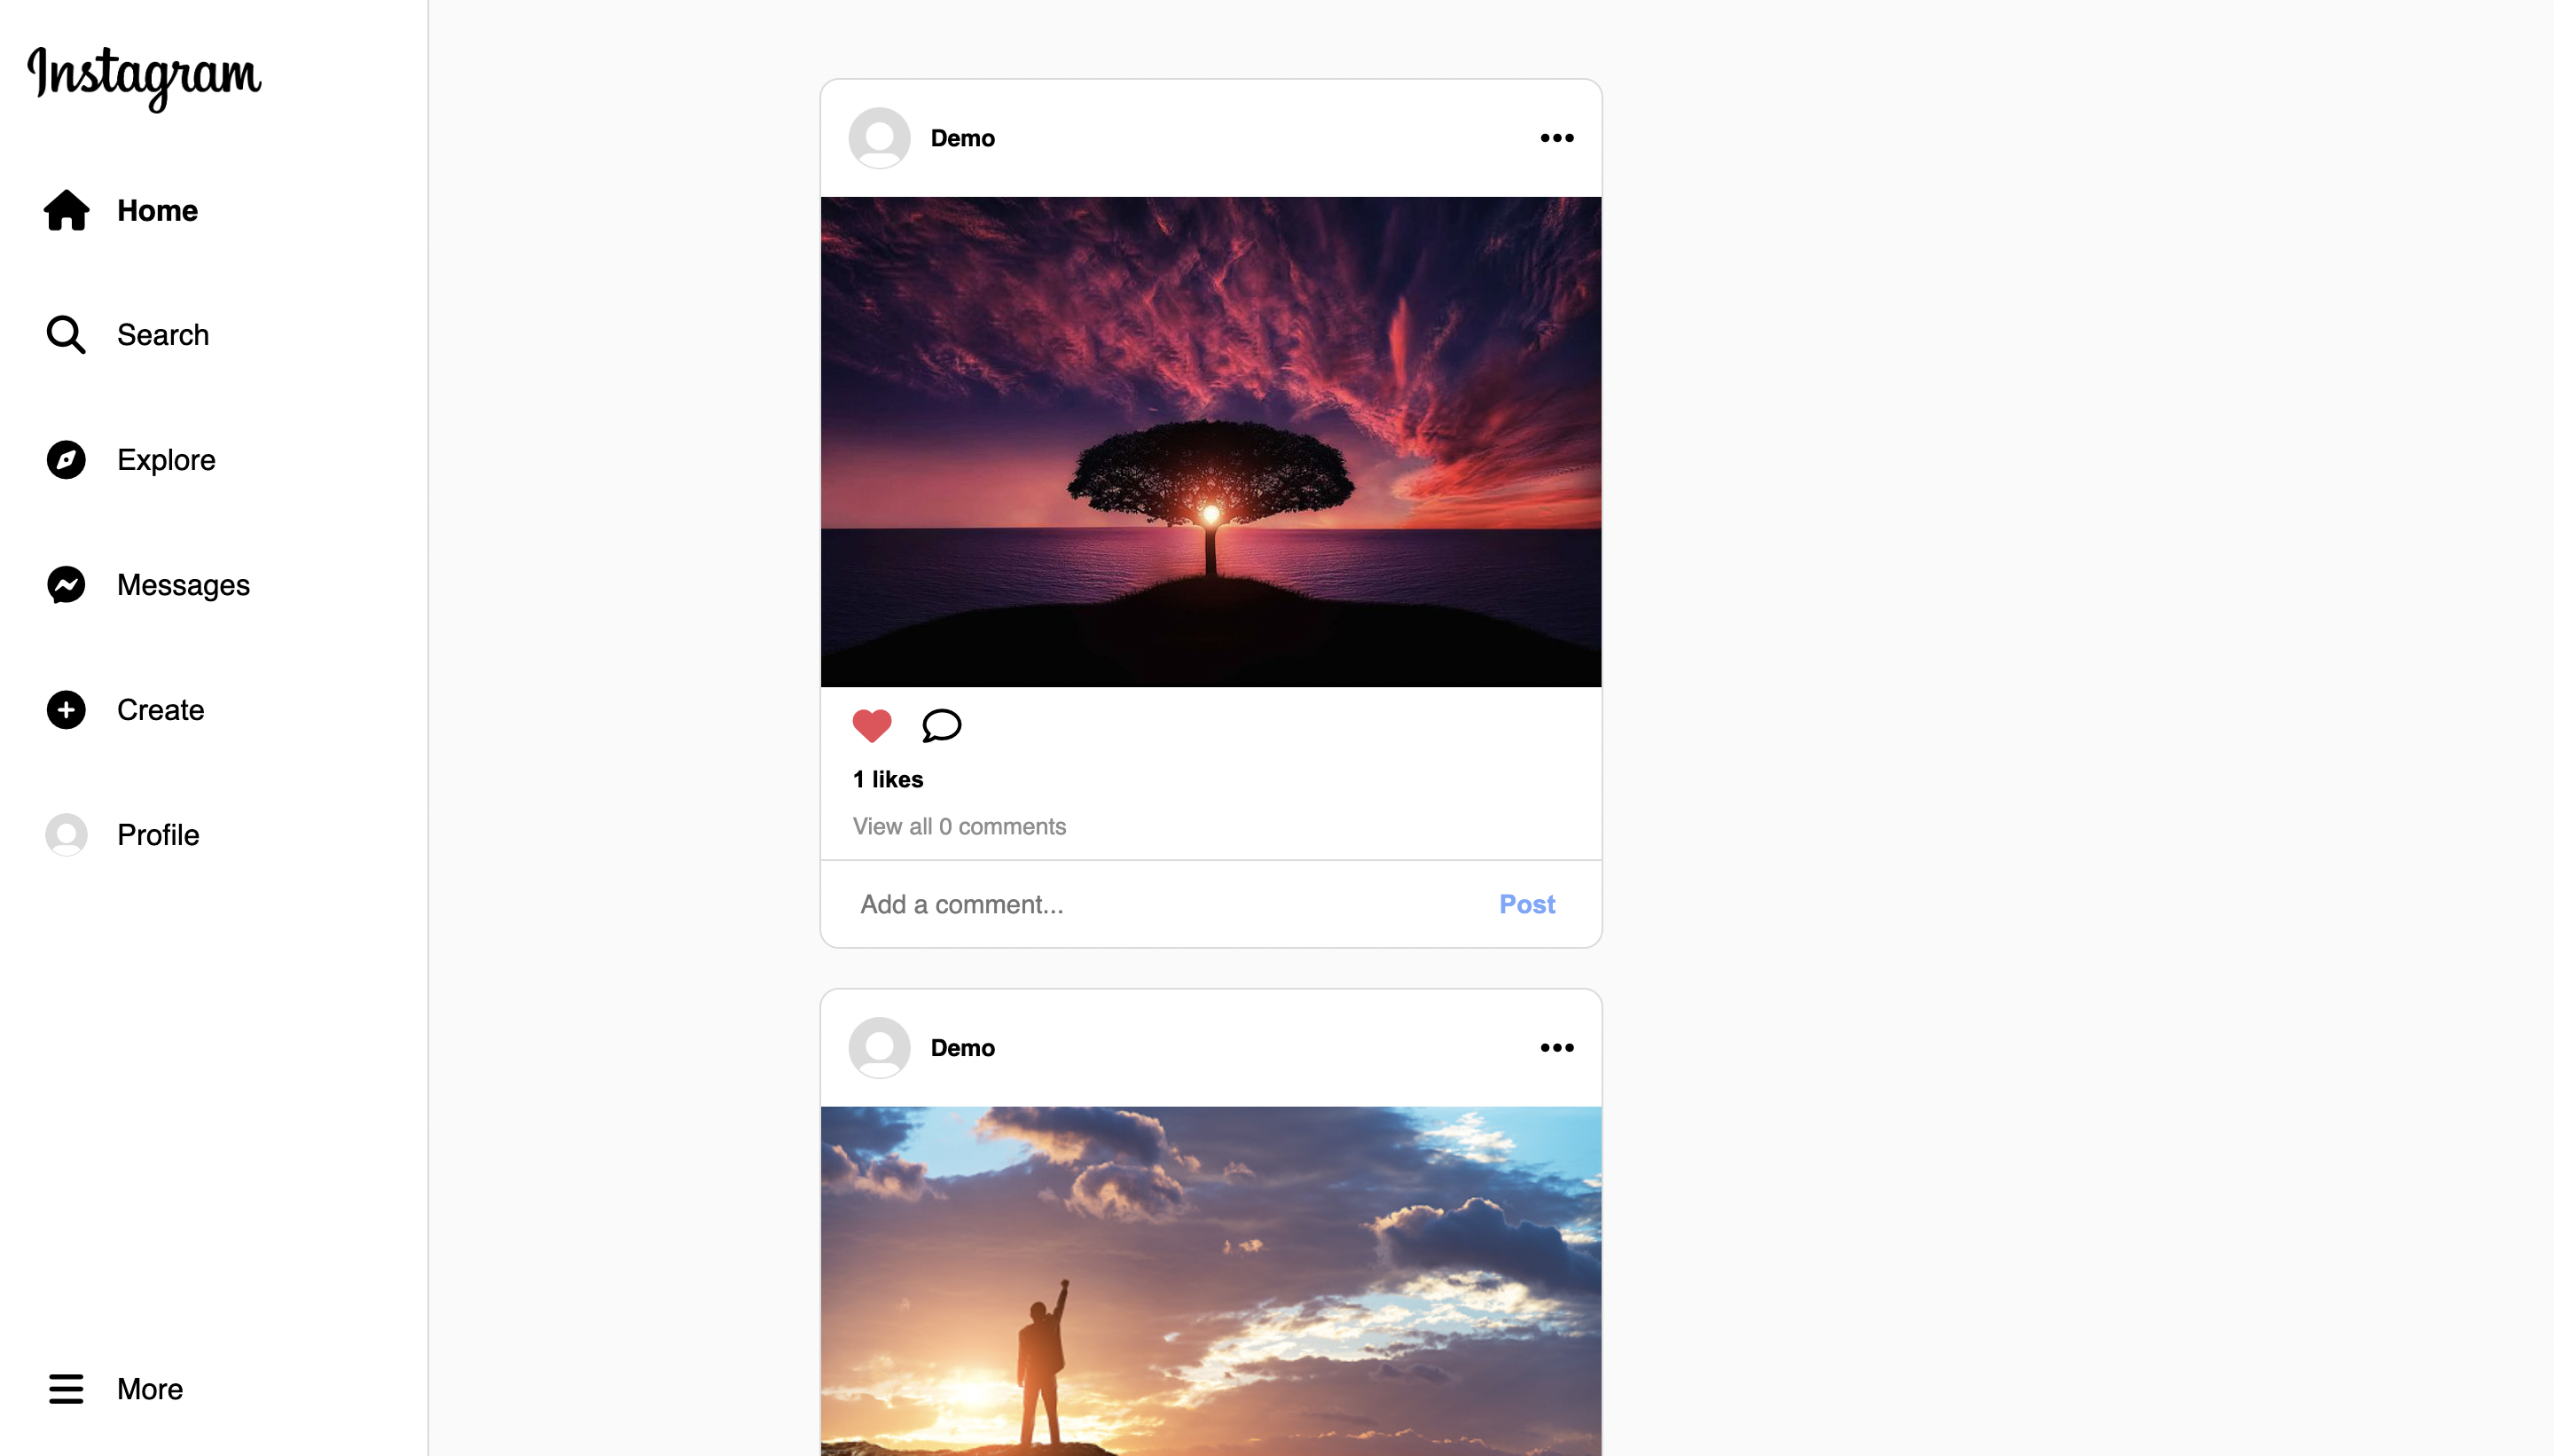 Instagram
Home
Search
Explore
Messages
Create
Profile
More
Demo
1 likes
View all 0 comments
Add a comment...
Post
Demo